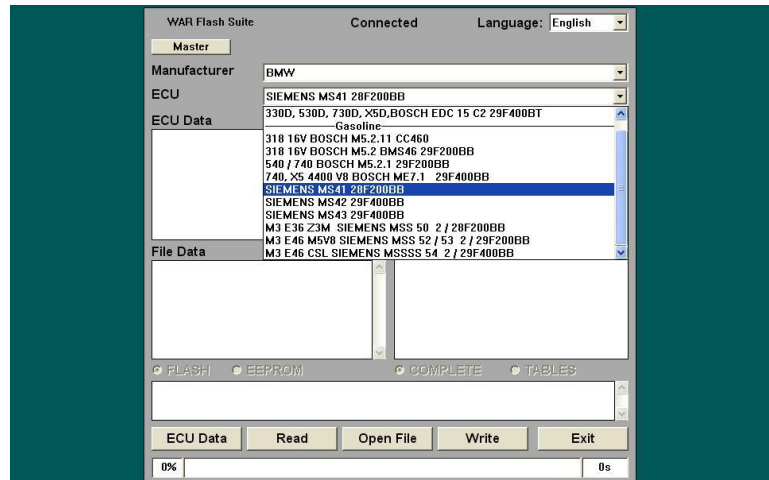 WAR Flash Suite Connected Language: English
Master
Manufacturer BMW
ECU SIEMENS MS41 28F200BB
ECU Data
330D, 530D, 730D, X5D,BOSCH EDC 15 C2 29F400BT
Gasoline
318 16V BOSCH M5.2.11 CC460
318 16V BOSCH M5.2 BMS46 29F200BB
540 / 740 BOSCH M5.2.1 29F200BB
740, X5 4400 V8 BOSCH ME7.1 29F400BB
SIEMENS MS41 28F200BB
SIEMENS MS42 29F400BB
SIEMENS MS43 29F400BB
M3 E36 Z3M SIEMENS MSS 50 2 / 28F200BB
M3 E46 M5V8 SIEMENS MSS 52 / 53 2 / 29F200BB
M3 E46 CSL SIEMENS MSSSS 54 2 / 29F400BB
File Data
FLASH EEPROM COMPLETE TABLES
ECU Data Read Open File Write Exit
0% 0s